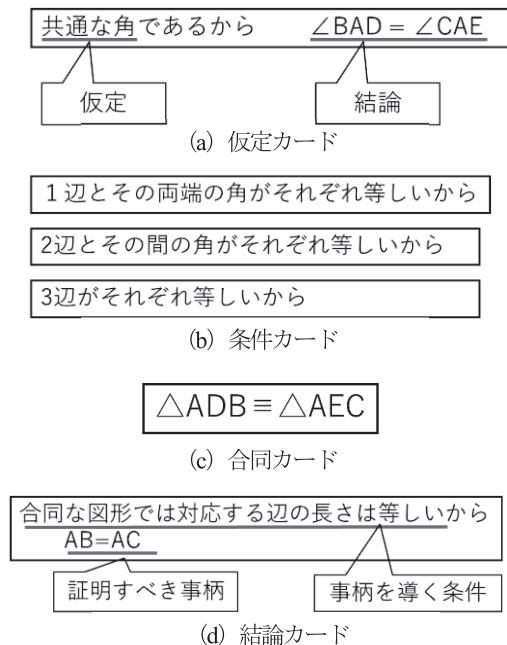 共通な角であるから　∠BAD = ∠CAE
仮定　結論
(a) 仮定カード
１辺とその両端の角がそれぞれ等しいから
2辺とその間の角がそれぞれ等しいから
3辺がそれぞれ等しいから
(b) 条件カード
△ADB≡△AEC
(c) 合同カード
合同な図形では対応する辺の長さは等しいから
AB=AC
証明すべき事柄　事柄を導く条件
(d) 結論カード